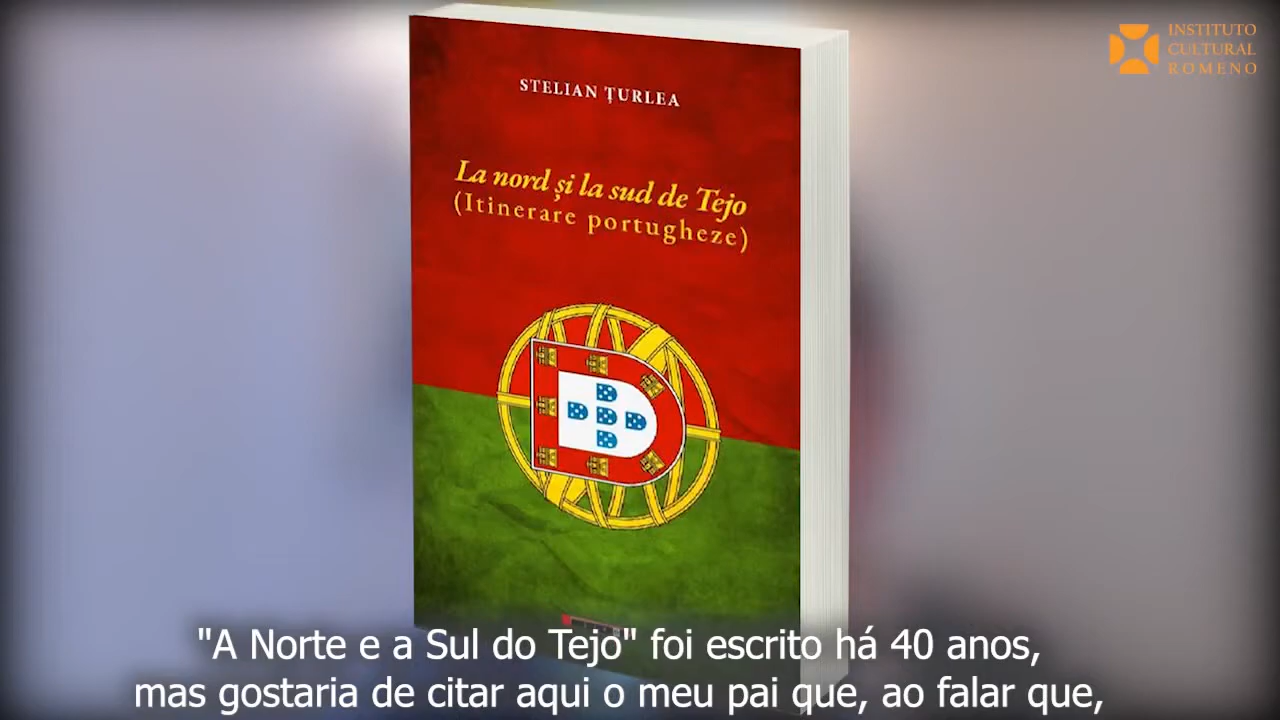 INSTITUTO
CULTURAL
ROMENO
STELIAN ȚURLEA
La nord și la sud de Tejo
(Itinerare portugheze)
"A Norte e a Sul do Tejo" foi escrito há 40 anos,
mas gostaria de citar aqui o meu pai que, ao falar que,